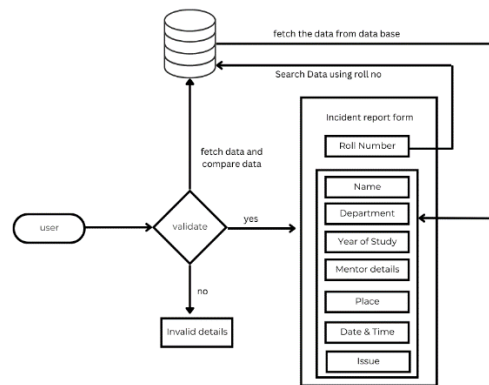 fetch the data from data base
Search Data using roll no
Incident report form
Roll Number
fetch data and
compare data
Name
Department
user
validate
yes
Year of Study
Mentor details
no
Place
Invalid details
Date & Time
Issue